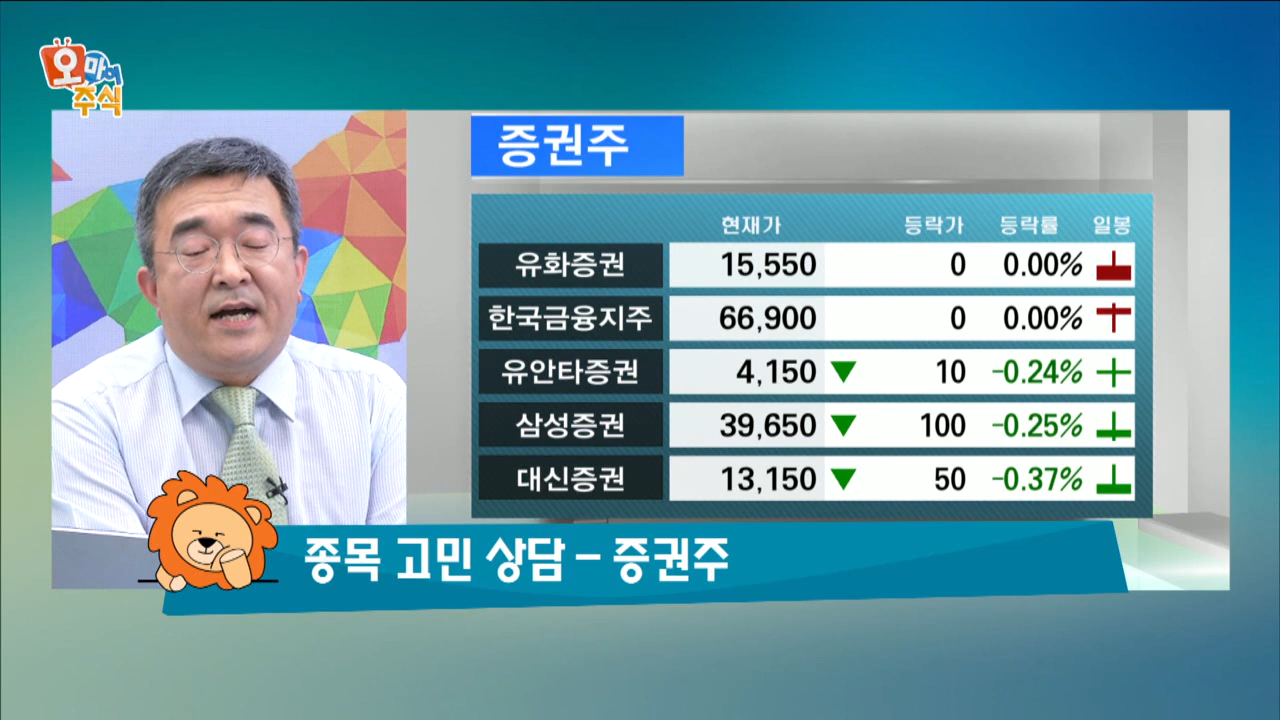 오마이
주식
증권주
현재가 등락가 등락률 일봉
유화증권 15,550 0 0.00%
한국금융지주 66,900 0 0.00%
유안타증권 4,150 ▼ 10 -0.24%
삼성증권 39,650 ▼ 100 -0.25%
대신증권 13,150 ▼ 50 -0.37%
종목 고민 상담 - 증권주